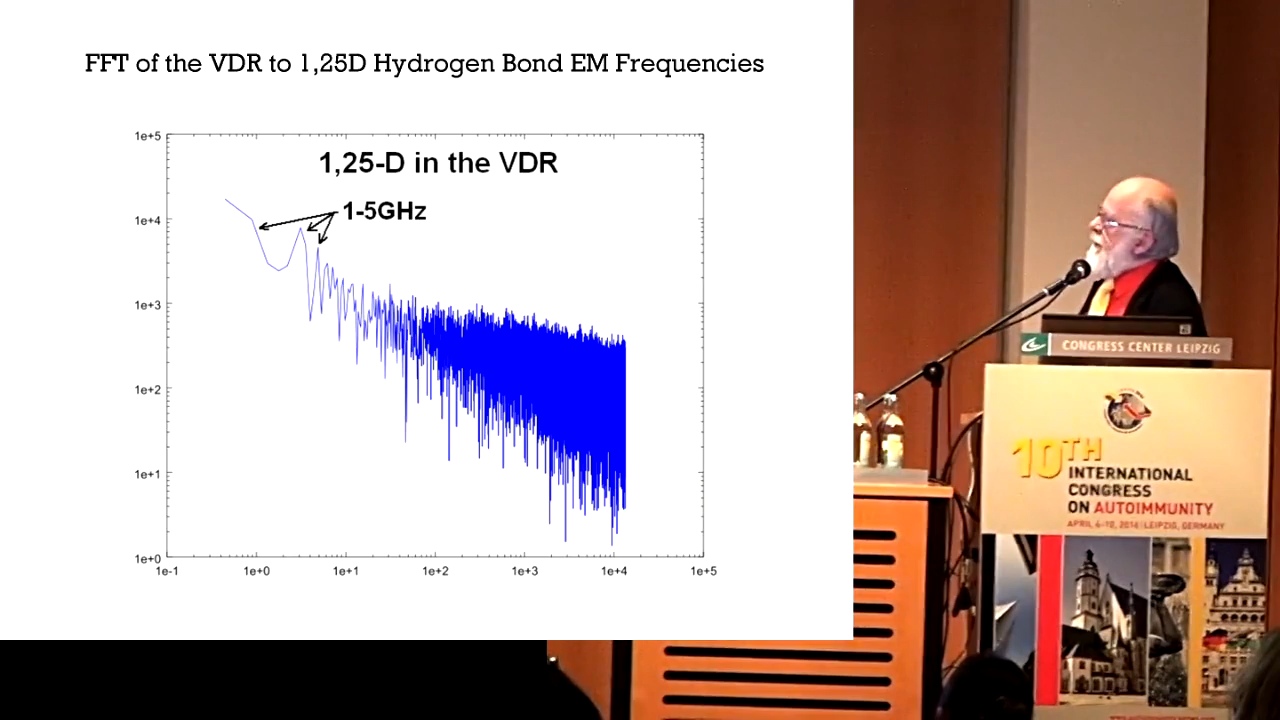 FFT of the VDR to 1,25D Hydrogen Bond EM Frequencies
1e+5
1,25-D in the VDR
1-5GHz
1e+4
1e+3
1e+2
1e+1
1e+0
1e-1 1e+0 1e+1 1e+2 1e+3 1e+4 1e+5
CONGRESS CENTER LEIPZIG
10TH
INTERNATIONAL
CONGRESS
ON AUTOIMMUNITY
APRIL 6-10, 2016 | LEIPZIG, GERMANY